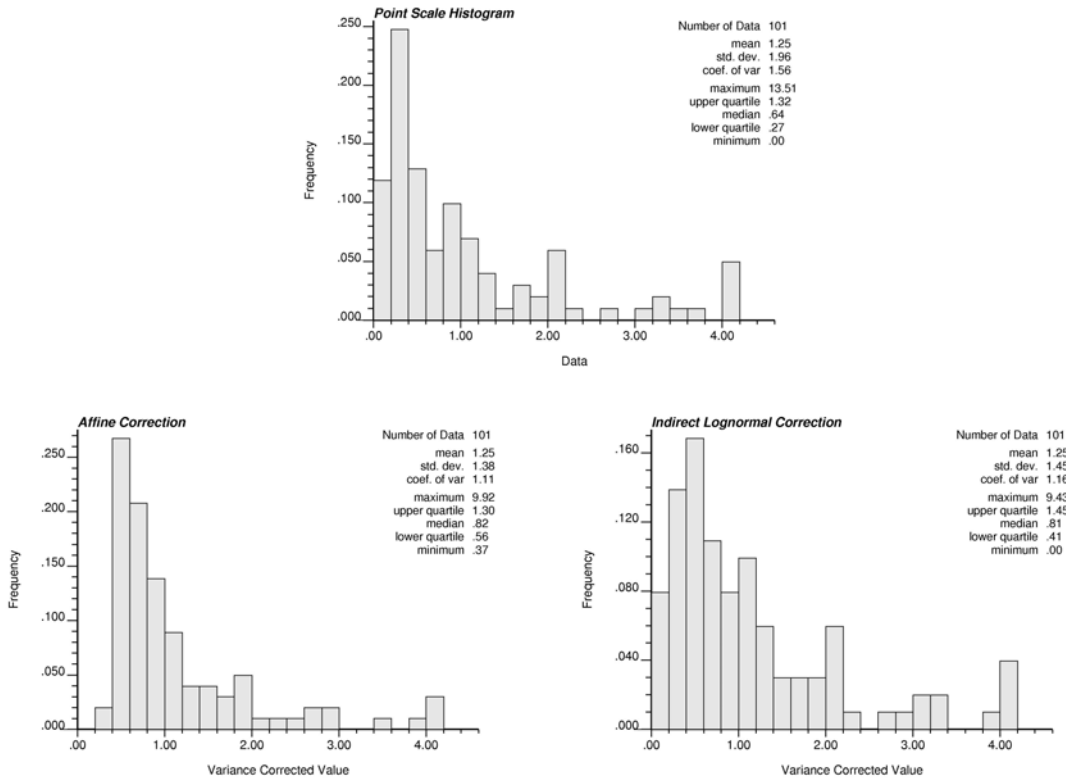 Point Scale Histogram
Number of Data 101
mean 1.25
std. dev. 1.96
coef. of var 1.56
maximum 13.51
upper quartile 1.32
median .64
lower quartile .27
minimum .00
Frequency
.250
.200
.150
.100
.050
.000
.00 1.00 2.00 3.00 4.00
Data
Affine Correction
Number of Data 101
mean 1.25
std. dev. 1.38
coef. of var 1.11
maximum 9.92
upper quartile 1.30
median .82
lower quartile .56
minimum .37
Frequency
.250
.200
.150
.100
.050
.000
.00 1.00 2.00 3.00 4.00
Variance Corrected Value
Indirect Lognormal Correction
Number of Data 101
mean 1.25
std. dev. 1.45
coef. of var 1.16
maximum 9.43
upper quartile 1.45
median .81
lower quartile .41
minimum .00
Frequency
.160
.120
.080
.040
.000
.00 1.00 2.00 3.00 4.00
Variance Corrected Value